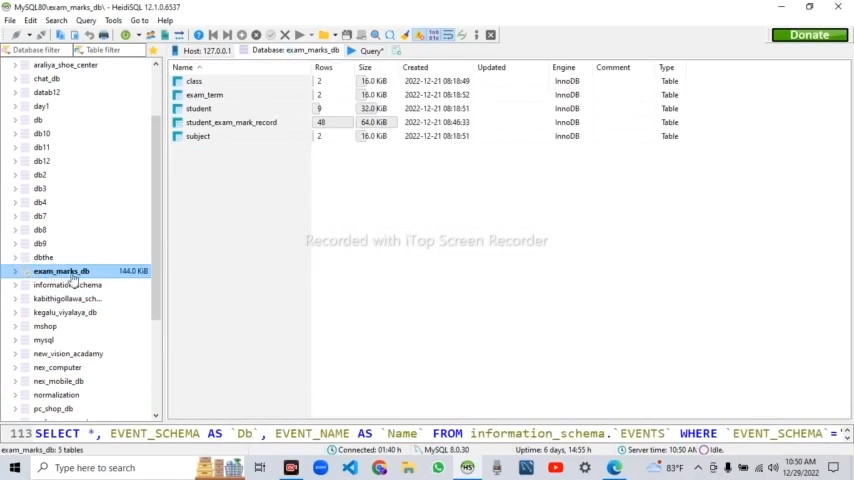 MySQL80\exam_marks_db\ - HeidiSQL 12.1.0.6537
File Edit Search Query Tools Go to Help
Donate
Database filter Table filter Host: 127.0.0.1 Database: exam_marks_db Query*
araliya_shoe_center
chat_db
datab12
day1
db
db10
db11
db12
db2
db3
db4
db7
db8
db9
dbthe
exam_marks_db 144.0 KiB
information_schema
kabithigollawa_sch...
kegalu_viyalaya_db
mshop
mysql
new_vision_acadamy
nex_computer
nex_mobile_db
normalization
pc_shop_db
Name Rows Size Created Updated Engine Comment Type
class 2 16.0 KiB 2022-12-21 08:18:49 InnoDB Table
exam_term 2 16.0 KiB 2022-12-21 08:18:52 InnoDB Table
student 9 32.0 KiB 2022-12-21 08:18:51 InnoDB Table
student_exam_mark_record 48 64.0 KiB 2022-12-21 08:46:33 InnoDB Table
subject 2 16.0 KiB 2022-12-21 08:18:51 InnoDB Table
Recorded with iTop Screen Recorder
113 SELECT *, EVENT_SCHEMA AS `Db`, EVENT_NAME AS `Name` FROM information_schema.`EVENTS` WHERE `EVENT_SCHEMA`='
exam_marks_db: 5 tables Connected: 01:40 h MySQL 8.0.30 Uptime: 6 days, 14:55 h Server time: 10:50 AM Idle.
Type here to search
83°F
10:50 AM
12/29/2022